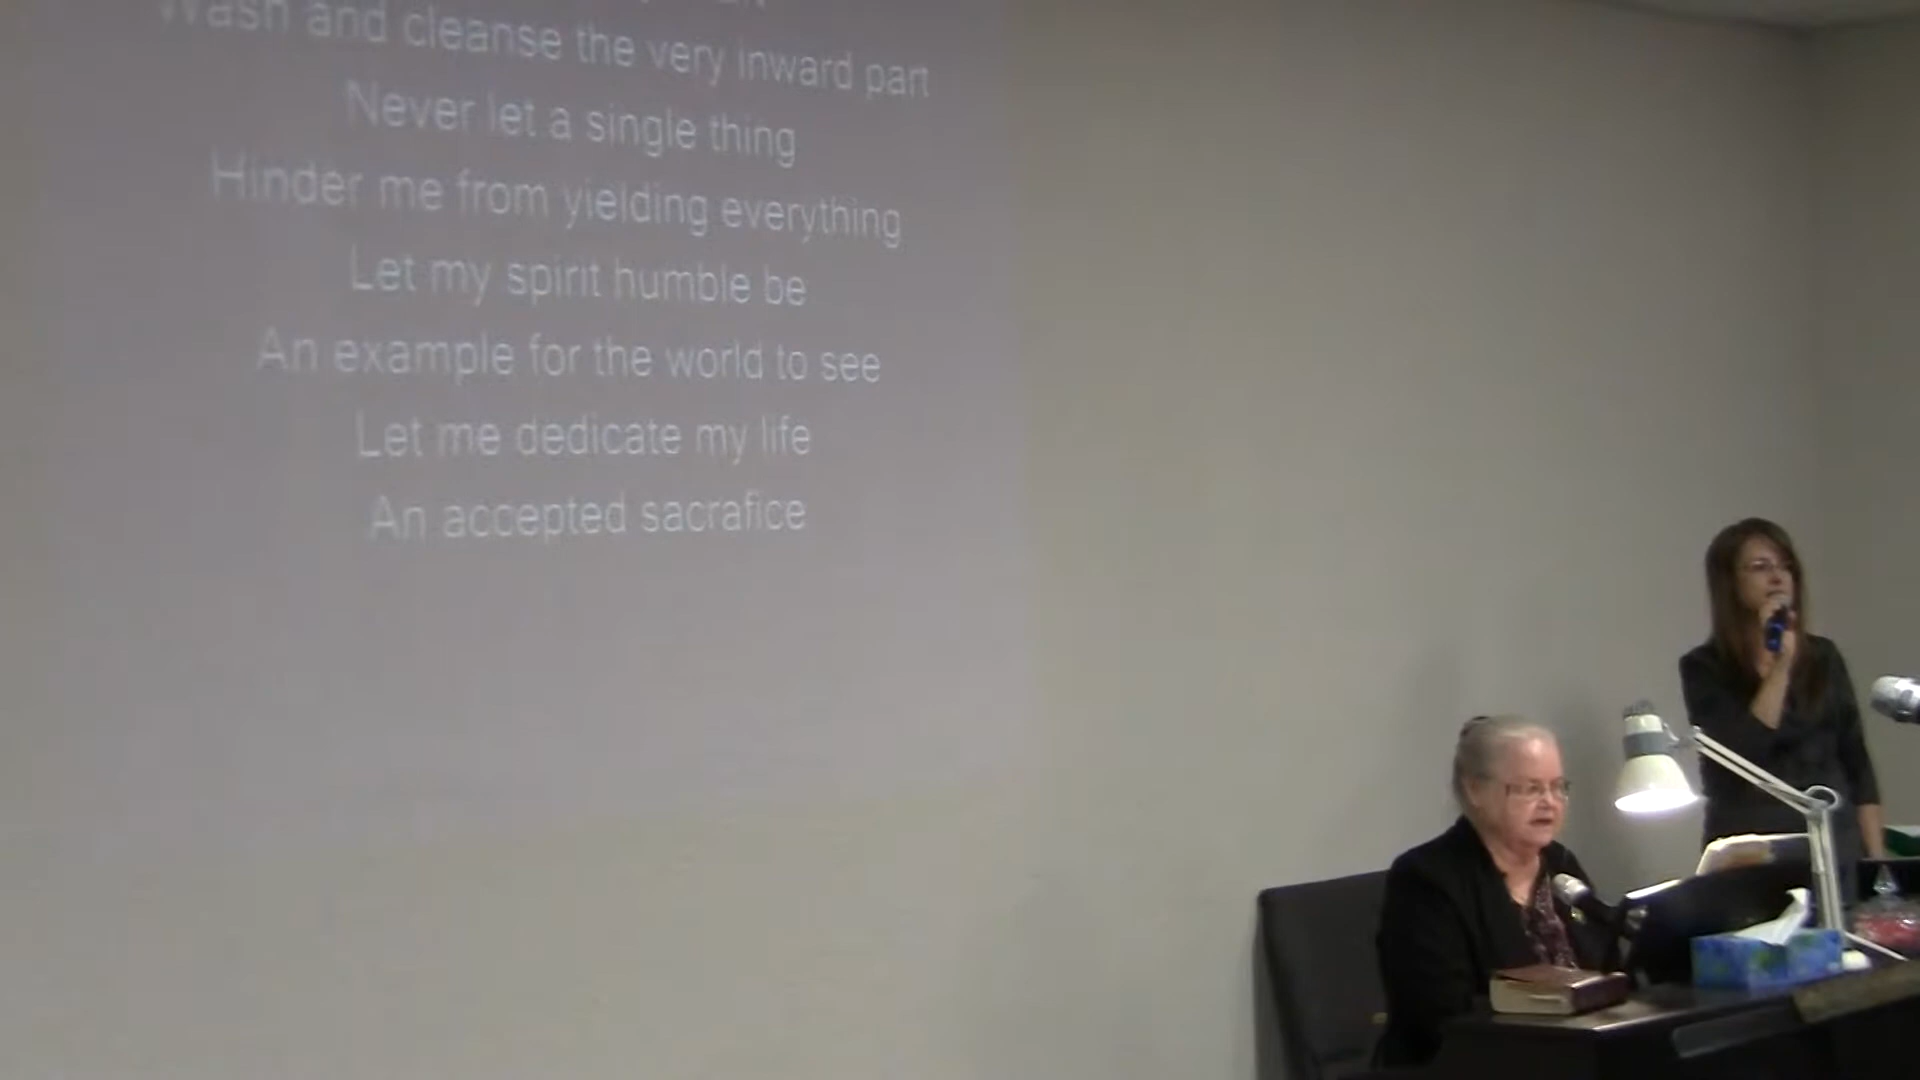 Wash and cleanse the very inward part
Never let a single thing
Hinder me from yielding everything
Let my spirit humble be
An example for the world to see
Let me dedicate my life
An accepted sacrafice